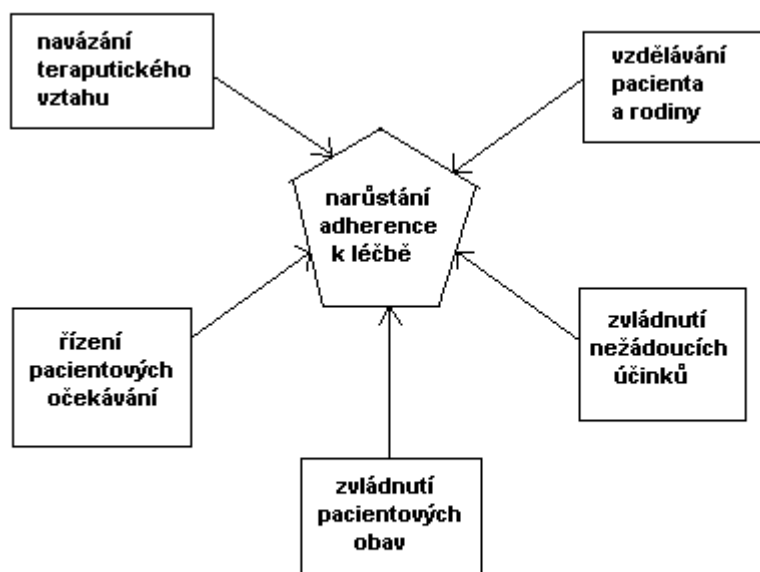 navázání
teraputického
vztahu
vzdělávání
pacienta
a rodiny
narůstání
adherence
k léčbě
řízení
pacientových
očekávání
zvládnutí
nežádoucích
účinků
zvládnutí
pacientových
obav